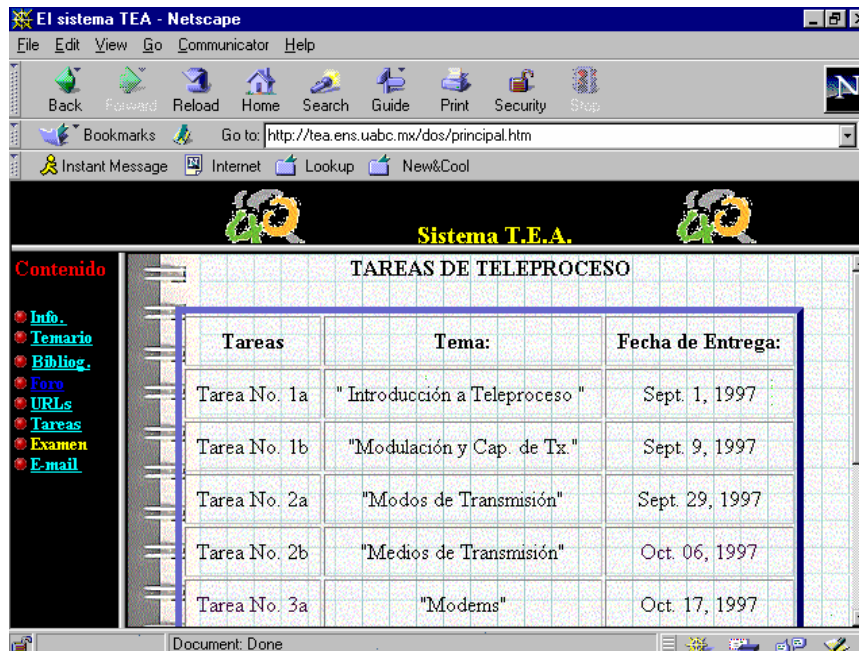 El sistema TEA - Netscape
File Edit View Go Communicator Help
Back Forward Reload Home Search Guide Print Security Stop
N
Bookmarks Go to: http://tea.ens.uabc.mx/dos/principal.htm
Instant Message Internet Lookup New&Cool
Sistema T.E.A.
Contenido
Info.
Temario
Bibliog.
Foro
URLs
Tareas
Examen
E-mail
TAREAS DE TELEPROCESO
Tareas Tema: Fecha de Entrega:
Tarea No. 1a " Introducción a Teleproceso " Sept. 1, 1997
Tarea No. 1b "Modulación y Cap. de Tx." Sept. 9, 1997
Tarea No. 2a "Modos de Transmisión" Sept. 29, 1997
Tarea No. 2b "Medios de Transmisión" Oct. 06, 1997
Tarea No. 3a "Modems" Oct. 17, 1997
Document: Done